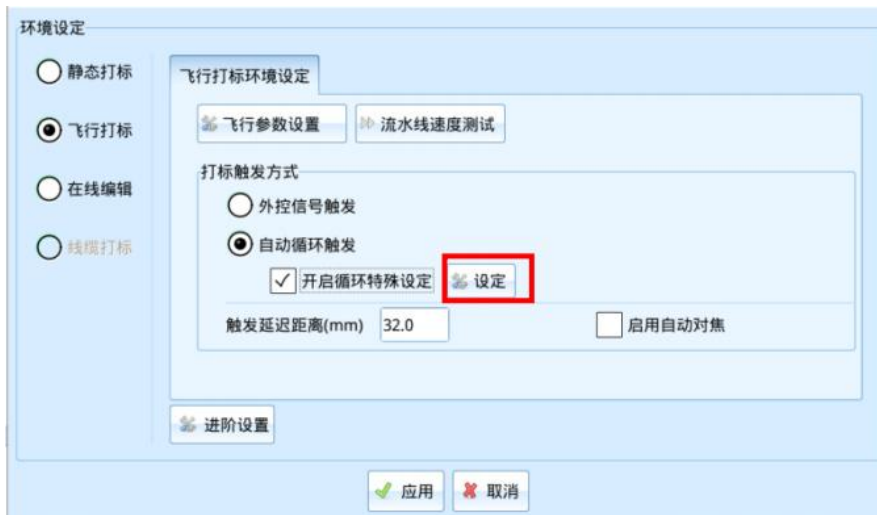 环境设定
静态打标
飞行打标
在线编辑
线缆打标
飞行打标环境设定
飞行参数设置 流水线速度测试
打标触发方式
外控信号触发
自动循环触发
开启循环特殊设定 设定
触发延迟距离(mm) 32.0 启用自动对焦
进阶设置
应用 取消